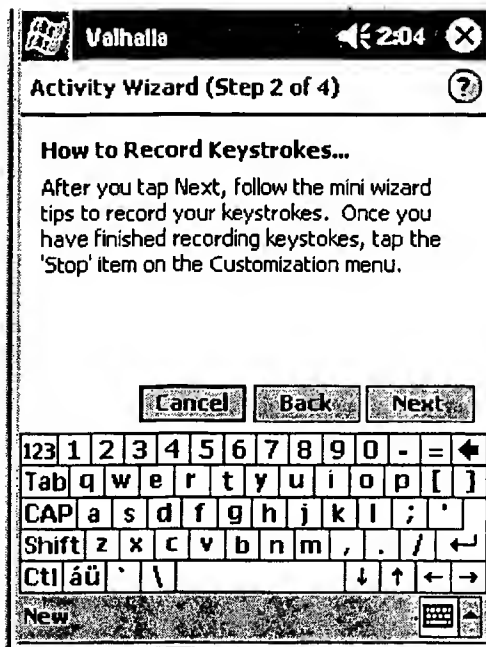 Valhalla 2:04
Activity Wizard (Step 2 of 4) ?
How to Record Keystrokes...
After you tap Next, follow the mini wizard
tips to record your keystrokes. Once you
have finished recording keystokes, tap the
'Stop' item on the Customization menu.
Cancel Back Next
123 1 2 3 4 5 6 7 8 9 0 - =
Tab q w e r t y u i o p [ ]
CAP a s d f g h j k l ; '
Shift z x c v b n m , . /
Ctl áü ` \
New